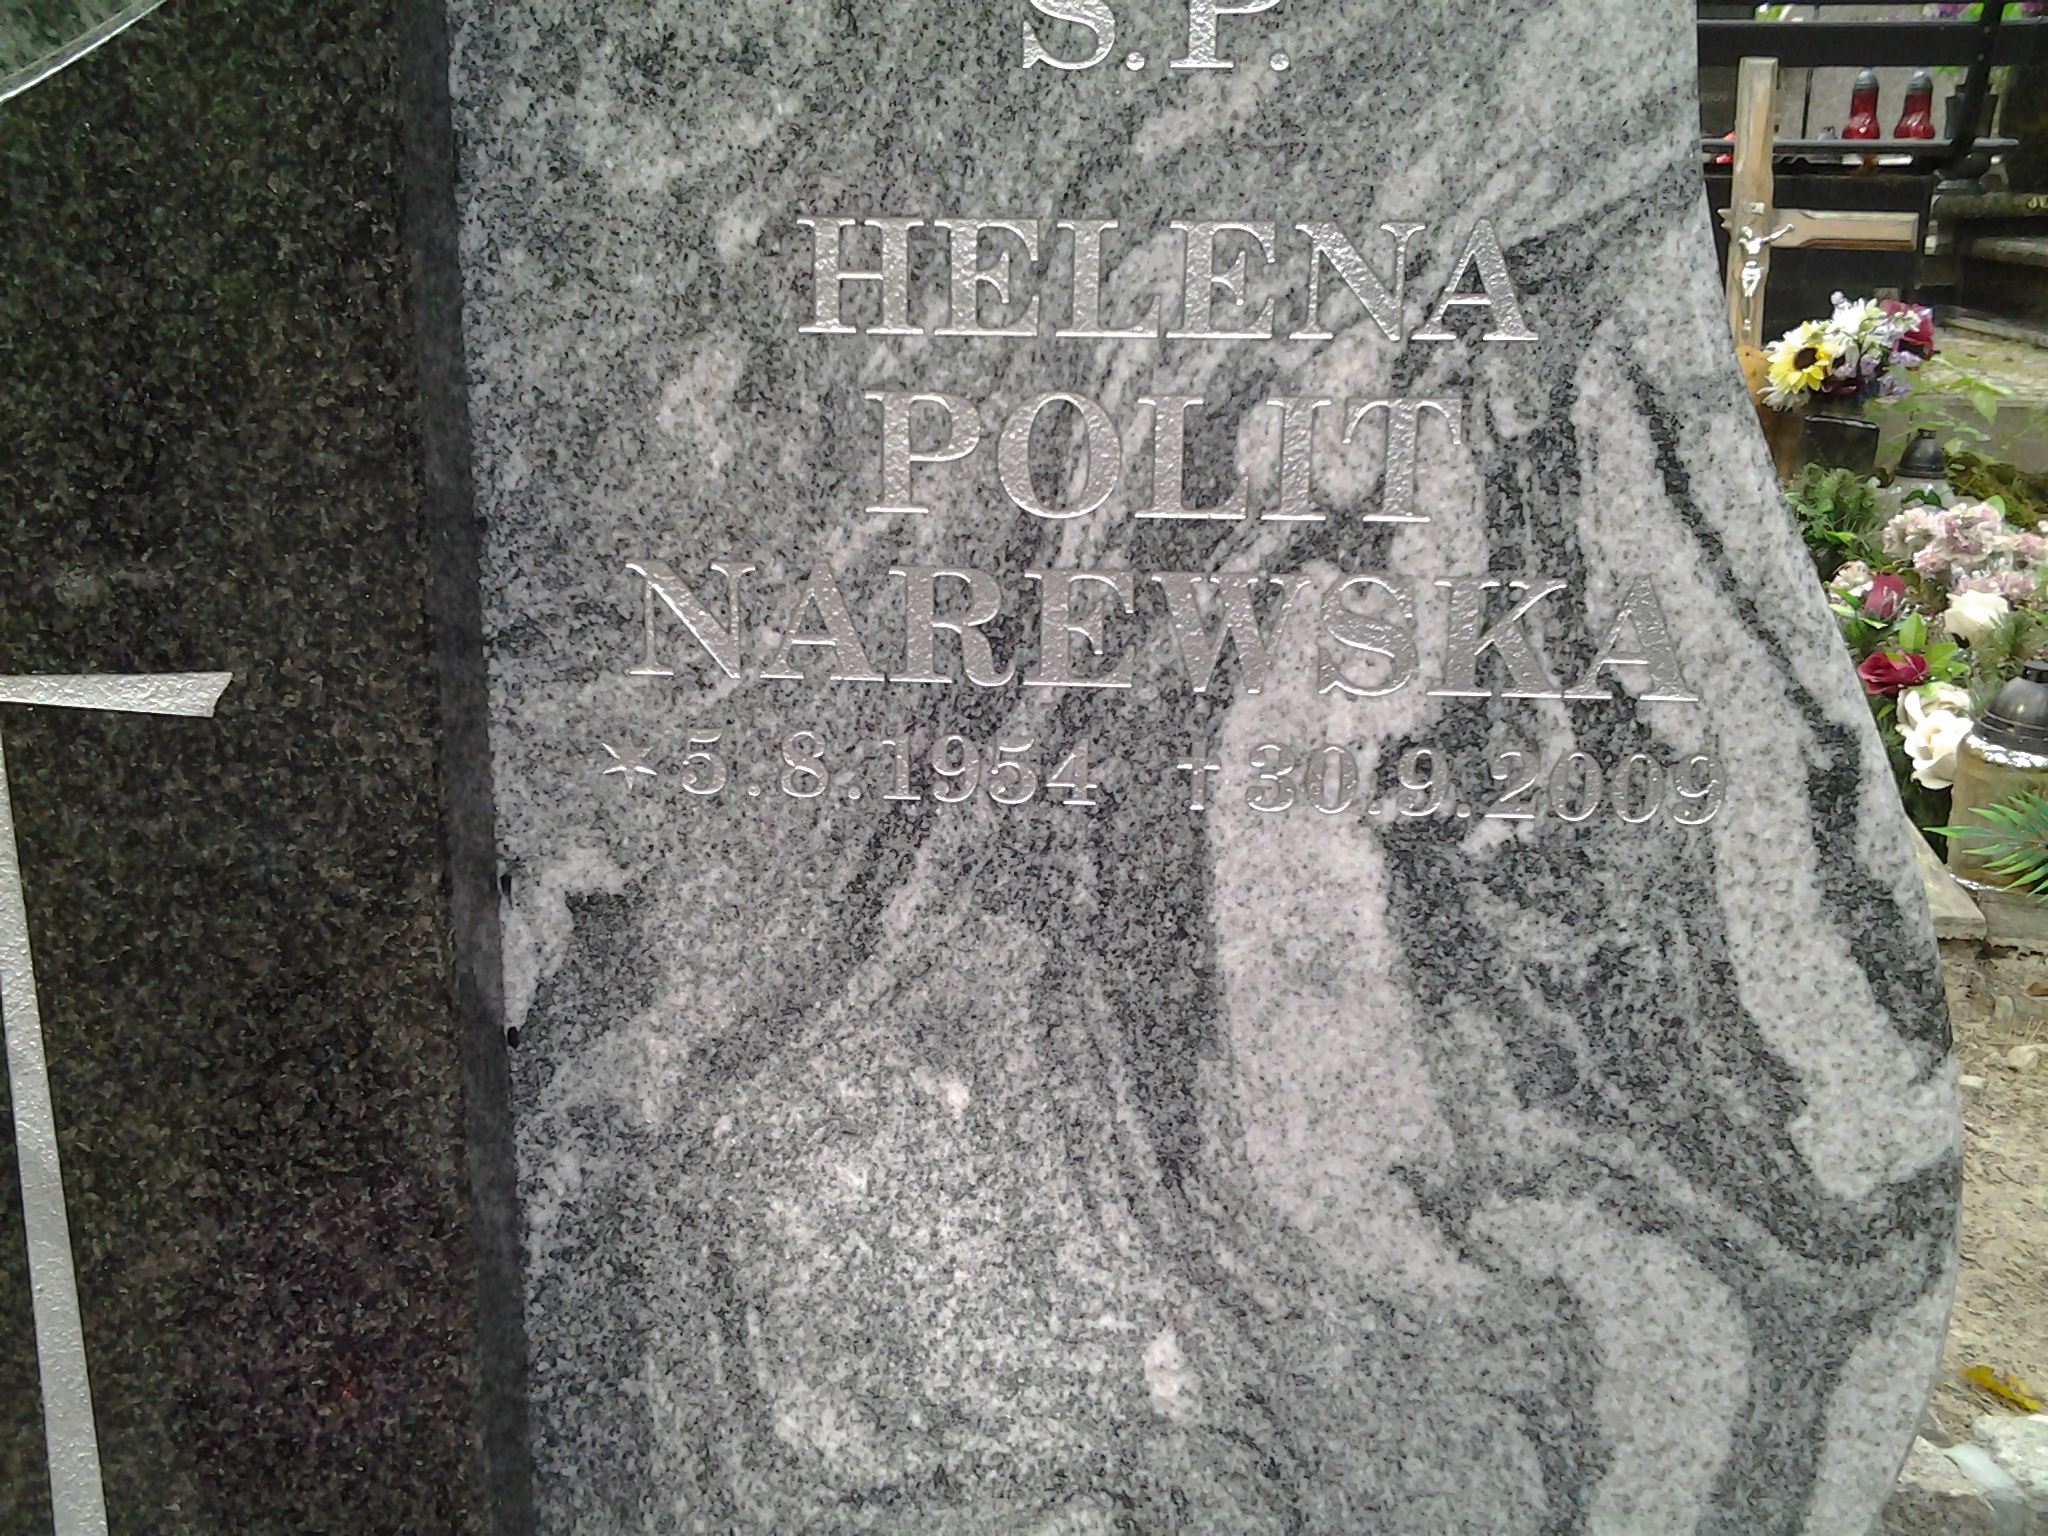 S.P.
HELENA
POLIT
NAREWSKA
★ 5.8.1954 † 30.9.2009